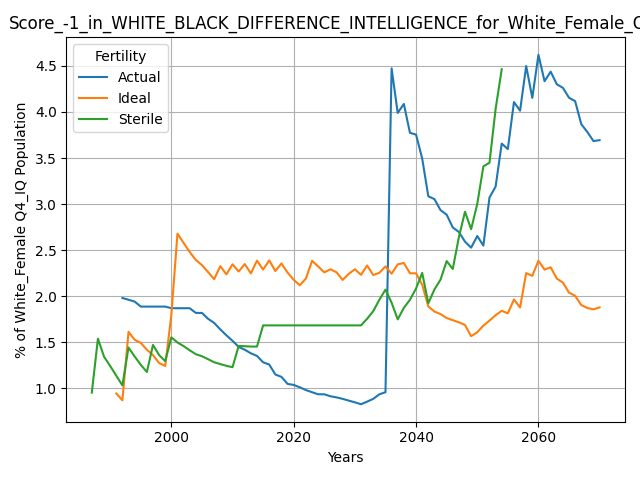 Score_-1_in_WHITE_BLACK_DIFFERENCE_INTELLIGENCE_for_White_Female_
Fertility
Actual
Ideal
Sterile
4.5
4.0
3.5
3.0
2.5
2.0
1.5
1.0
% of White_Female Q4_IQ Population
2000
2020
2040
2060
Years